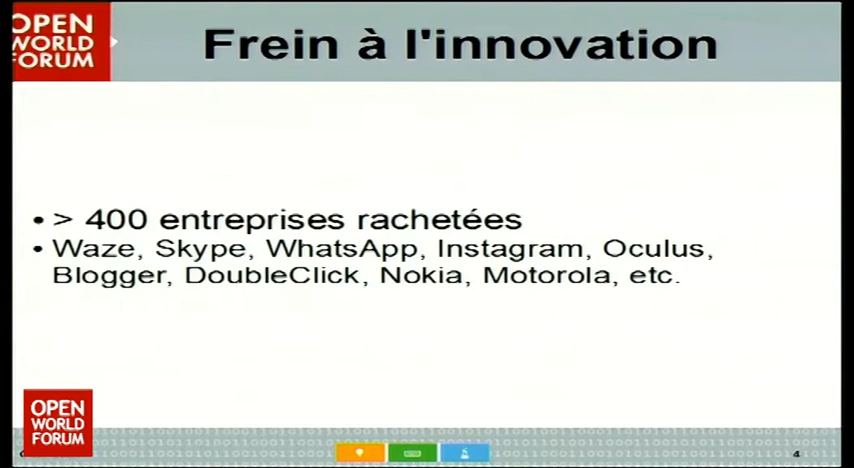 OPEN
WORLD
FORUM
Frein à l'innovation
• > 400 entreprises rachetées
• Waze, Skype, WhatsApp, Instagram, Oculus,
Blogger, DoubleClick, Nokia, Motorola, etc.
OPEN
WORLD
FORUM
4